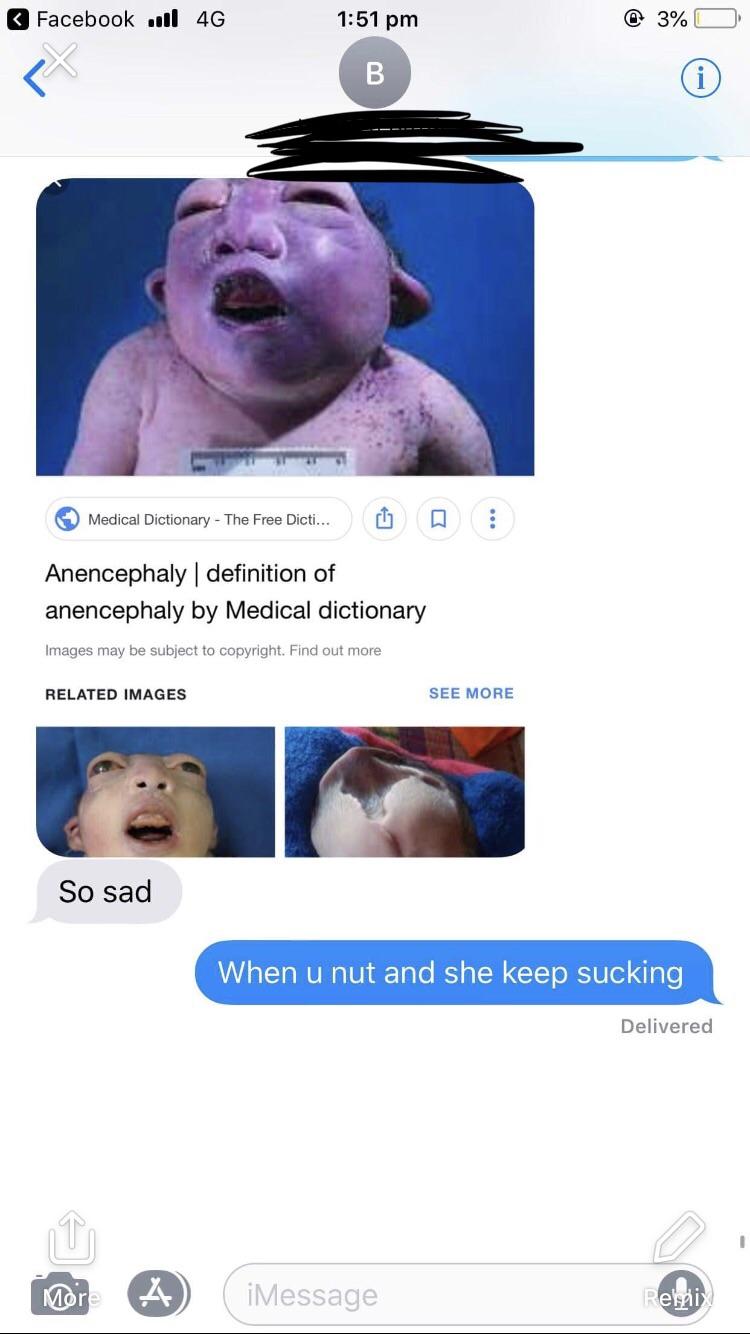 Facebook 4G 1:51 pm 3%
B
Medical Dictionary - The Free Dicti...
Anencephaly | definition of
anencephaly by Medical dictionary
Images may be subject to copyright. Find out more
RELATED IMAGES SEE MORE
So sad
When u nut and she keep sucking
Delivered
More iMessage Remix